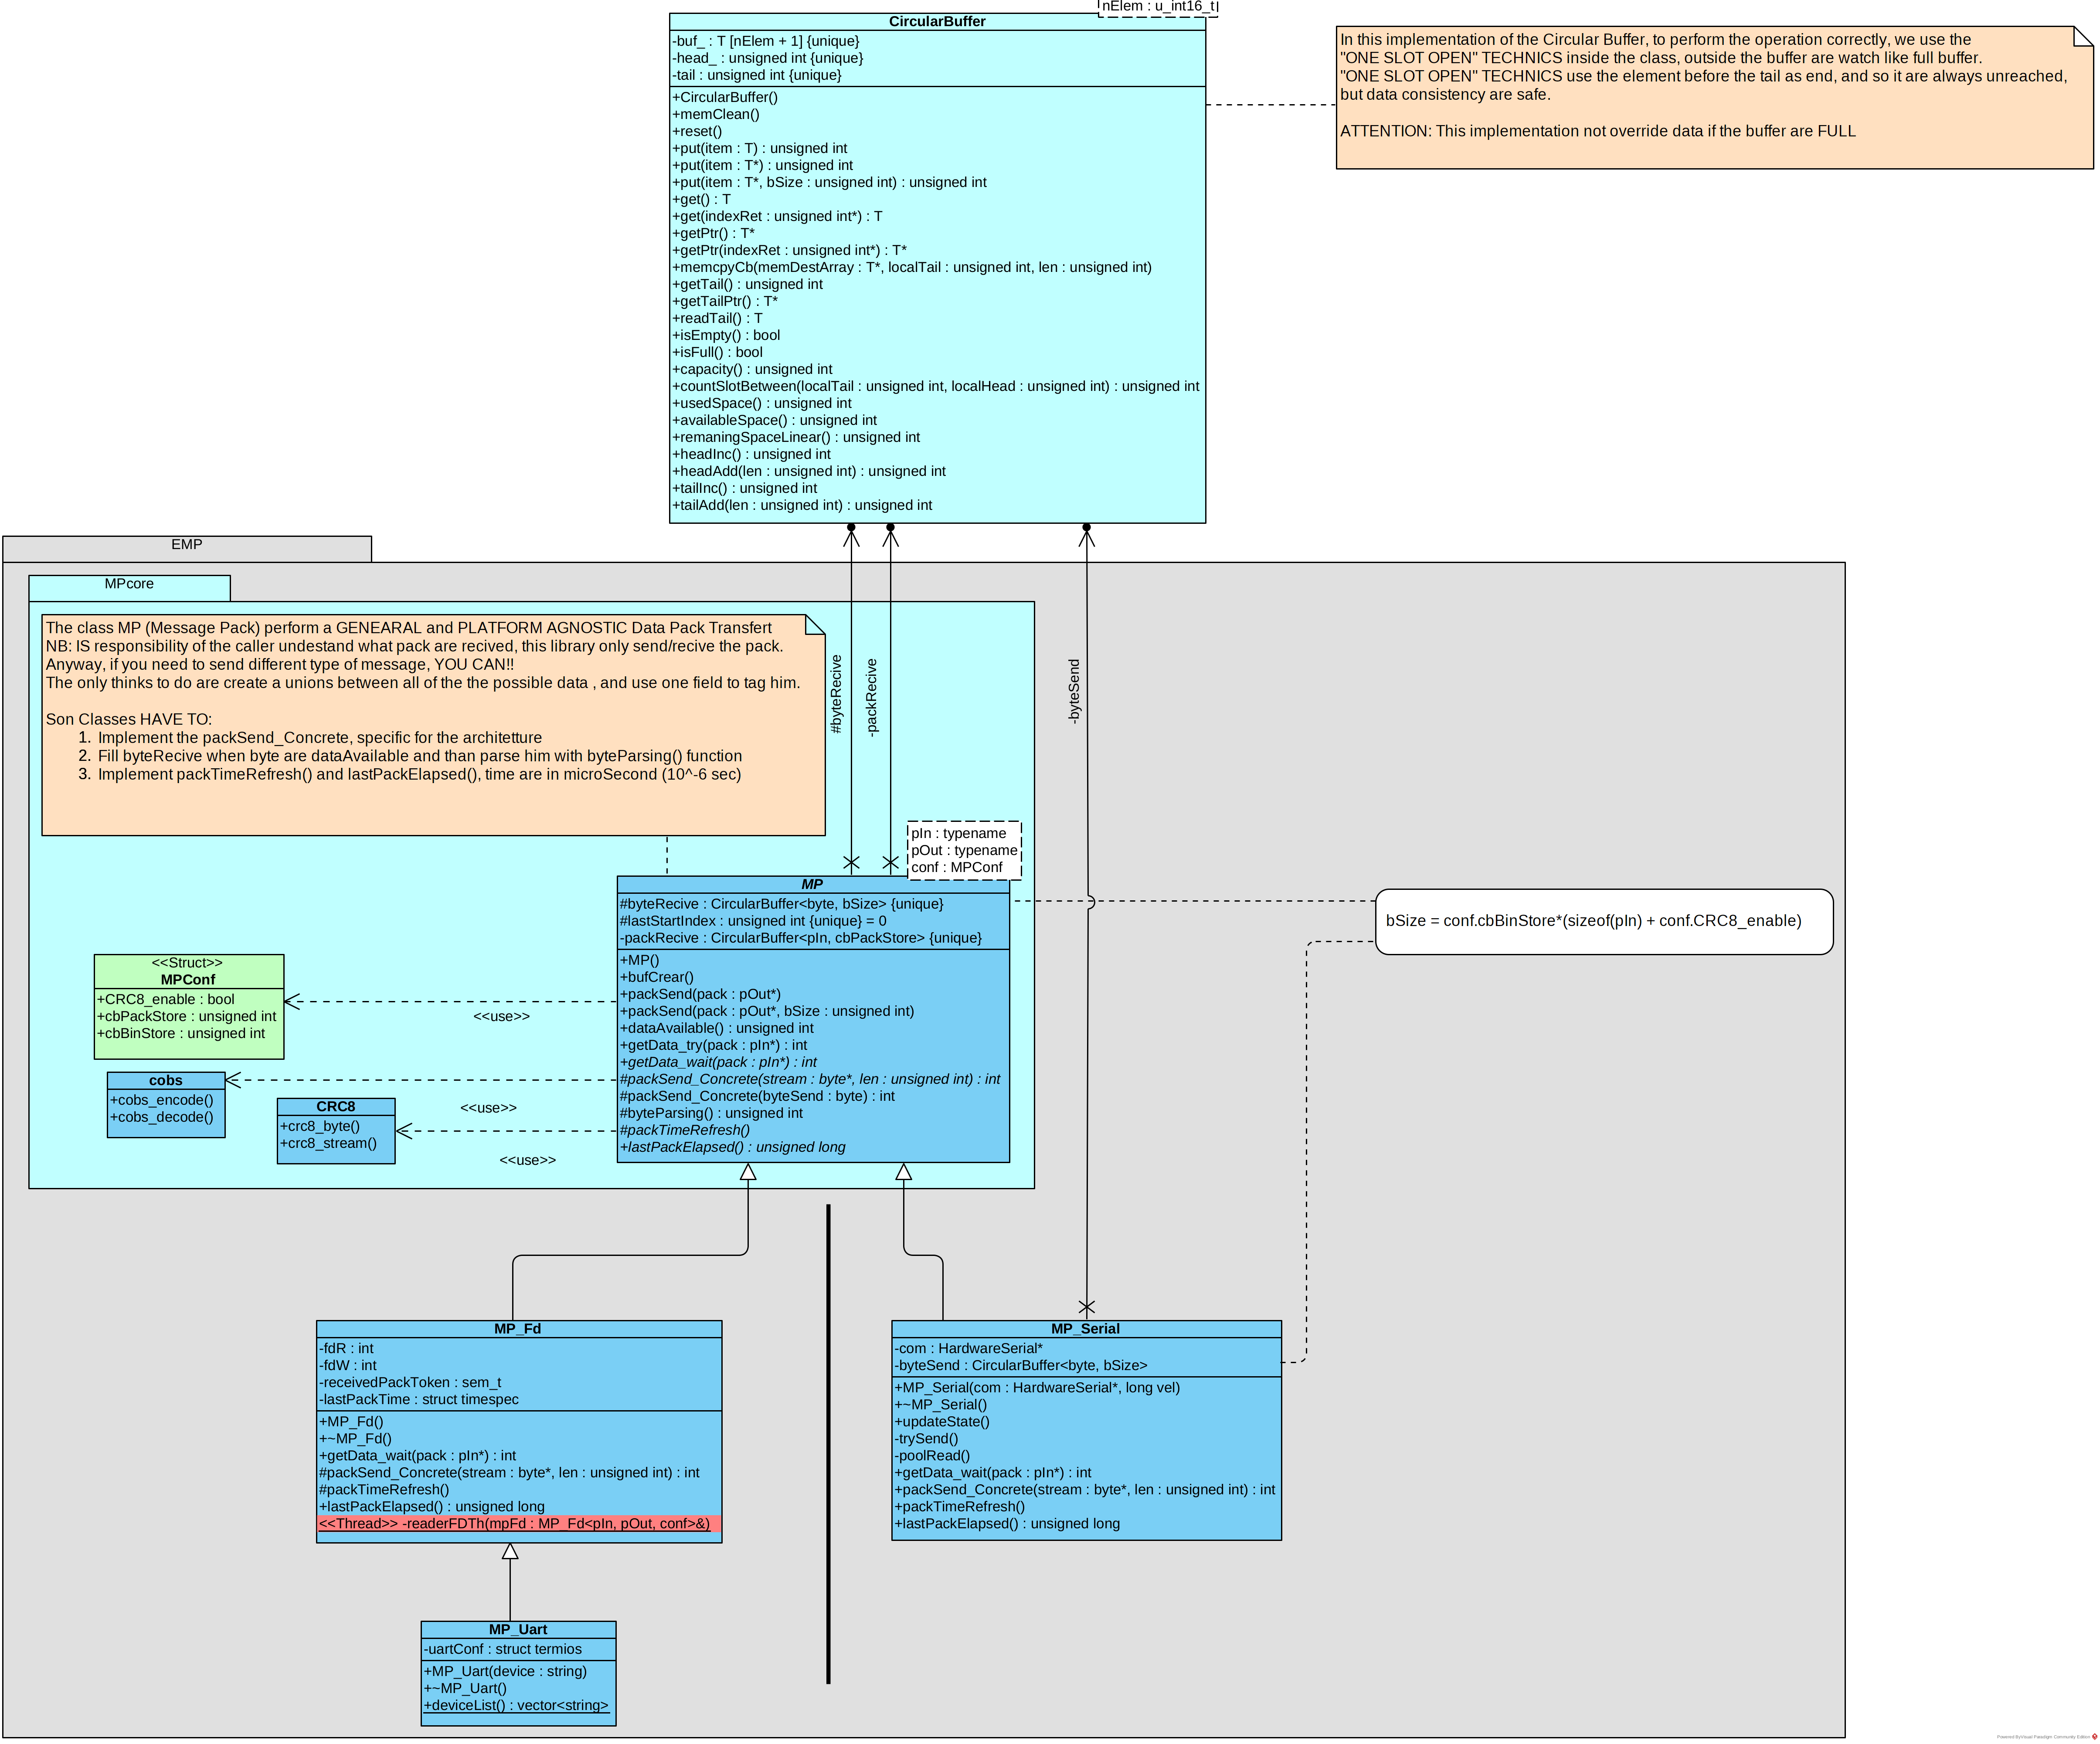 nElem : u_int16_t
CircularBuffer
-buf_ : T [nElem + 1] {unique}
-head_ : unsigned int {unique}
-tail : unsigned int {unique}
+CircularBuffer()
+memClean()
+reset()
+put(item : T) : unsigned int
+put(item : T*) : unsigned int
+put(item : T*, bSize : unsigned int) : unsigned int
+get() : T
+get(indexRet : unsigned int*) : T
+getPtr() : T*
+getPtr(indexRet : unsigned int*) : T*
+memcpyCb(memDestArray : T*, localTail : unsigned int, len : unsigned int)
+getTail() : unsigned int
+getTailPtr() : T*
+readTail() : T
+isEmpty() : bool
+isFull() : bool
+capacity() : unsigned int
+countSlotBetween(localTail : unsigned int, localHead : unsigned int) : unsigned int
+usedSpace() : unsigned int
+availableSpace() : unsigned int
+remaningSpaceLinear() : unsigned int
+headInc() : unsigned int
+headAdd(len : unsigned int) : unsigned int
+tailInc() : unsigned int
+tailAdd(len : unsigned int) : unsigned int
In this implementation of the Circular Buffer, to perform the operation correctly, we use the
"ONE SLOT OPEN" TECHNICS inside the class, outside the buffer are watch like full buffer.
"ONE SLOT OPEN" TECHNICS use the element before the tail as end, and so it are always unreached,
but data consistency are safe.
ATTENTION: This implementation not override data if the buffer are FULL
EMP
MPcore
The class MP (Message Pack) perform a GENEARAL and PLATFORM AGNOSTIC Data Pack Transfert
NB: IS responsibility of the caller undestand what pack are recived, this library only send/recive the pack.
Anyway, if you need to send different type of message, YOU CAN!!
The only thinks to do are create a unions between all of the the possible data , and use one field to tag him.
Son Classes HAVE TO:
1. Implement the packSend_Concrete, specific for the architetture
2. Fill byteRecive when byte are dataAvailable and than parse him with byteParsing() function
3. Implement packTimeRefresh() and lastPackElapsed(), time are in microSecond (10^-6 sec)
#byteRecive
-packRecive
-byteSend
pIn : typename
pOut : typename
conf : MPConf
MP
#byteRecive : CircularBuffer<byte, bSize> {unique}
#lastStartIndex : unsigned int {unique} = 0
-packRecive : CircularBuffer<pIn, cbPackStore> {unique}
+MP()
+bufCrear()
+packSend(pack : pOut*)
+packSend(pack : pOut*, bSize : unsigned int)
+dataAvailable() : unsigned int
+getData_try(pack : pIn*) : int
+getData_wait(pack : pIn*) : int
#packSend_Concrete(stream : byte*, len : unsigned int) : int
#packSend_Concrete(byteSend : byte) : int
#byteParsing() : unsigned int
#packTimeRefresh()
+lastPackElapsed() : unsigned long
bSize = conf.cbBinStore*(sizeof(pIn) + conf.CRC8_enable)
<<Struct>>
MPConf
+CRC8_enable : bool
+cbPackStore : unsigned int
+cbBinStore : unsigned int
<<use>>
cobs
+cobs_encode()
+cobs_decode()
<<use>>
CRC8
+crc8_byte()
+crc8_stream()
<<use>>
MP_Fd
-fdR : int
-fdW : int
-receivedPackToken : sem_t
-lastPackTime : struct timespec
+MP_Fd()
+~MP_Fd()
+getData_wait(pack : pIn*) : int
#packSend_Concrete(stream : byte*, len : unsigned int) : int
#packTimeRefresh()
+lastPackElapsed() : unsigned long
<<Thread>> -readerFDTh(mpFd : MP_Fd<pIn, pOut, conf>&)
MP_Serial
-com : HardwareSerial*
-byteSend : CircularBuffer<byte, bSize>
+MP_Serial(com : HardwareSerial*, long vel)
+~MP_Serial()
+updateState()
-trySend()
-poolRead()
+getData_wait(pack : pIn*) : int
+packSend_Concrete(stream : byte*, len : unsigned int) : int
+packTimeRefresh()
+lastPackElapsed() : unsigned long
MP_Uart
-uartConf : struct termios
+MP_Uart(device : string)
+~MP_Uart()
+deviceList() : vector<string>
Powered By Visual Paradigm Community Edition